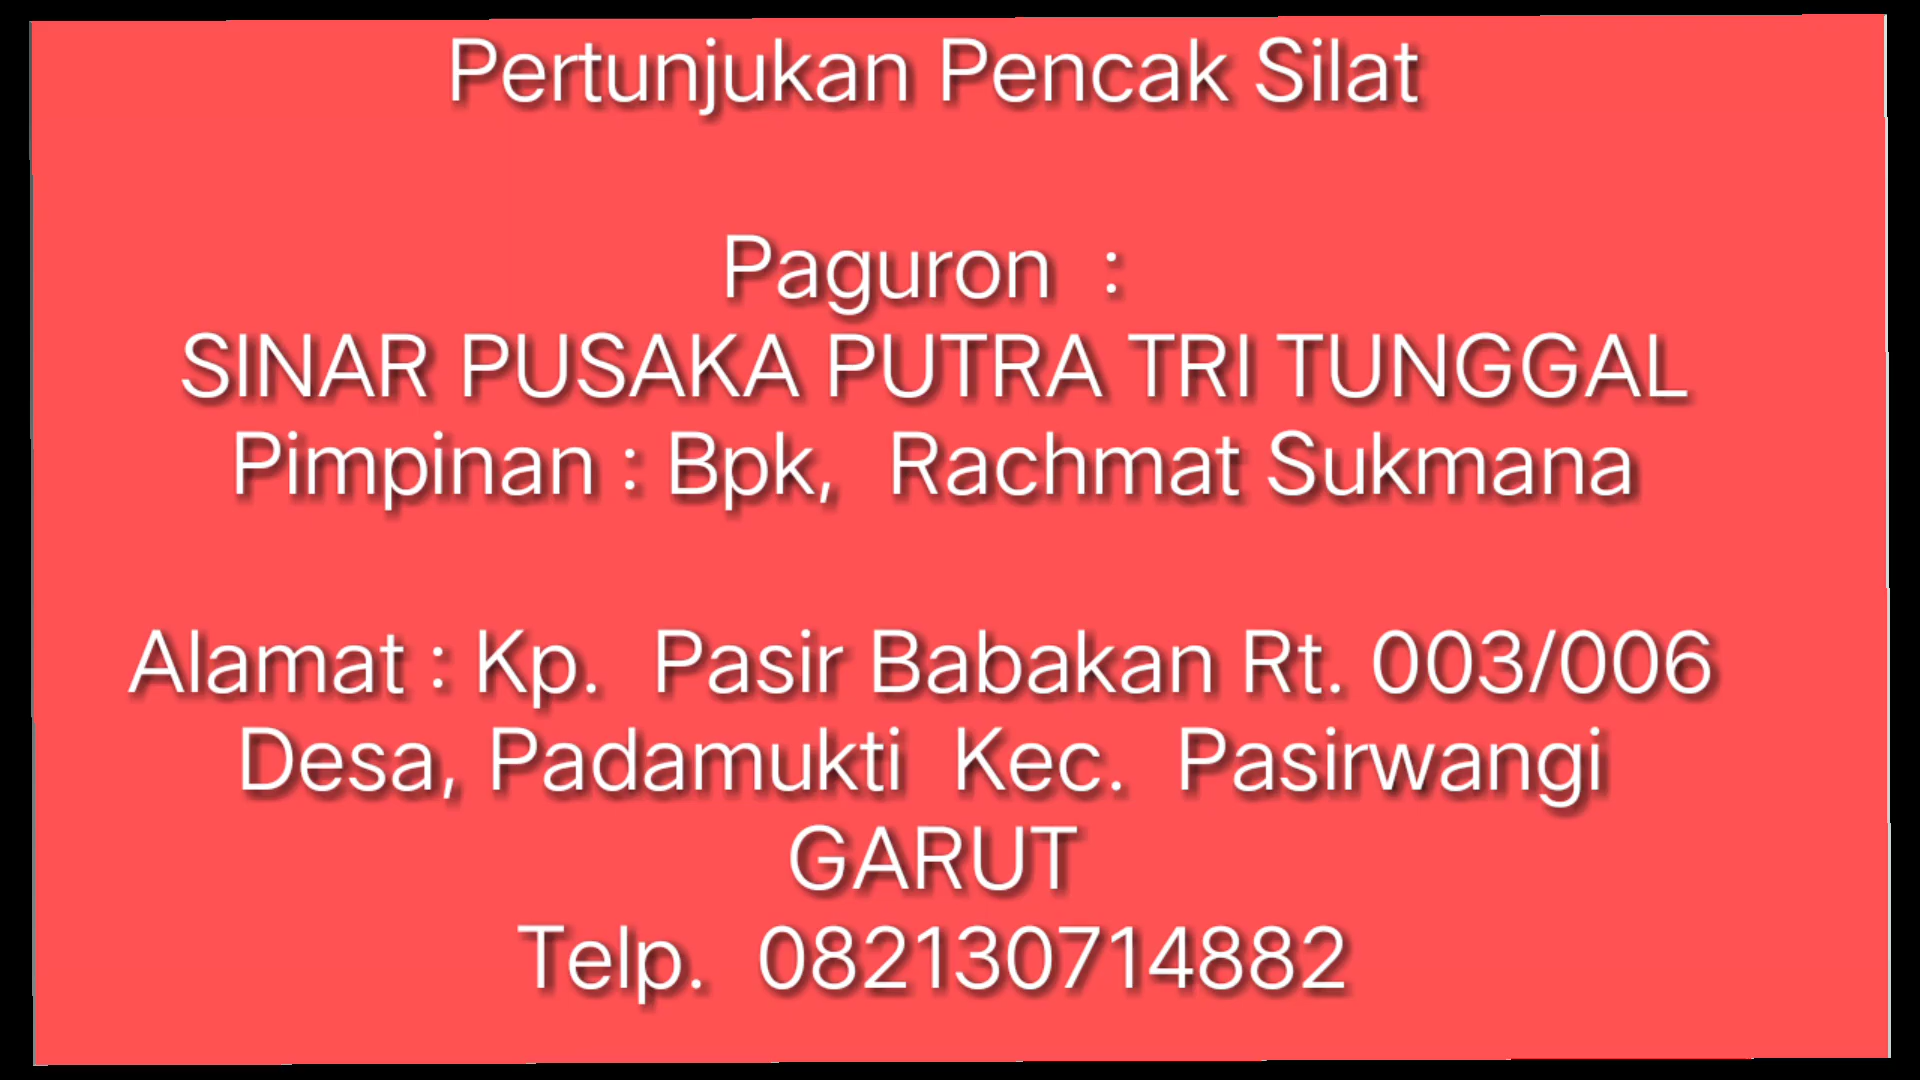 Pertunjukan Pencak Silat
Paguron  :
SINAR PUSAKA PUTRA TRI TUNGGAL
Pimpinan : Bpk,  Rachmat Sukmana
Alamat : Kp.  Pasir Babakan Rt. 003/006
Desa, Padamukti  Kec.  Pasirwangi
GARUT
Telp.  082130714882